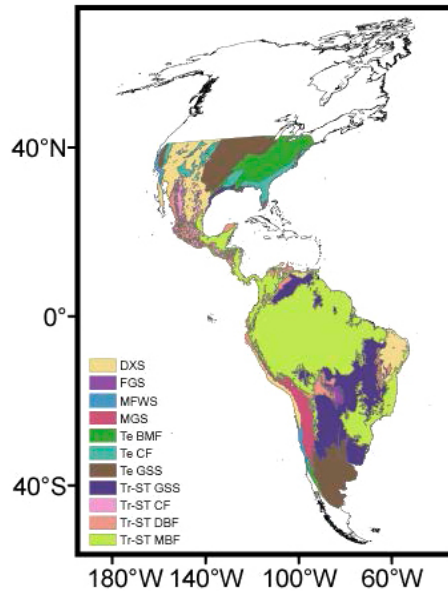 40°N
0°
40°S
DXS
FGS
MFWS
MGS
Te BMF
Te CF
Te GSS
Tr-ST GSS
Tr-ST CF
Tr-ST DBF
Tr-ST MBF
180°W 140°W 100°W 60°W